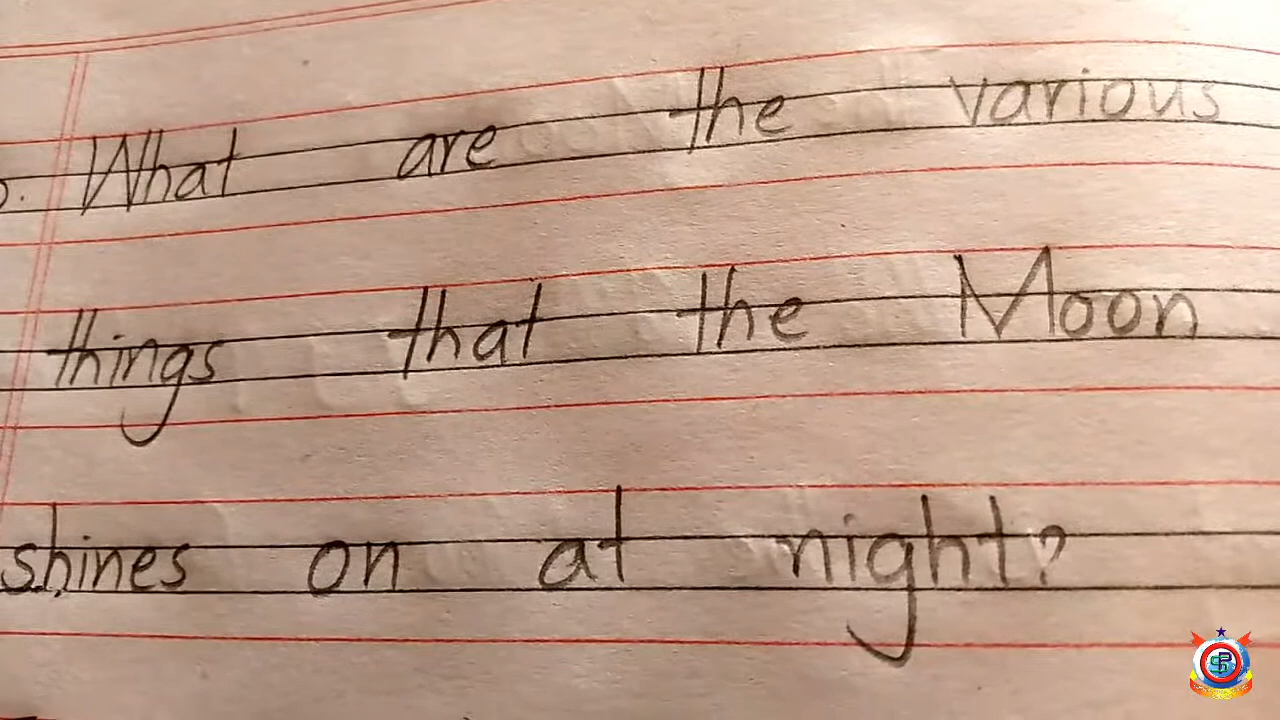 What are the various
things that the Moon
shines on at night?